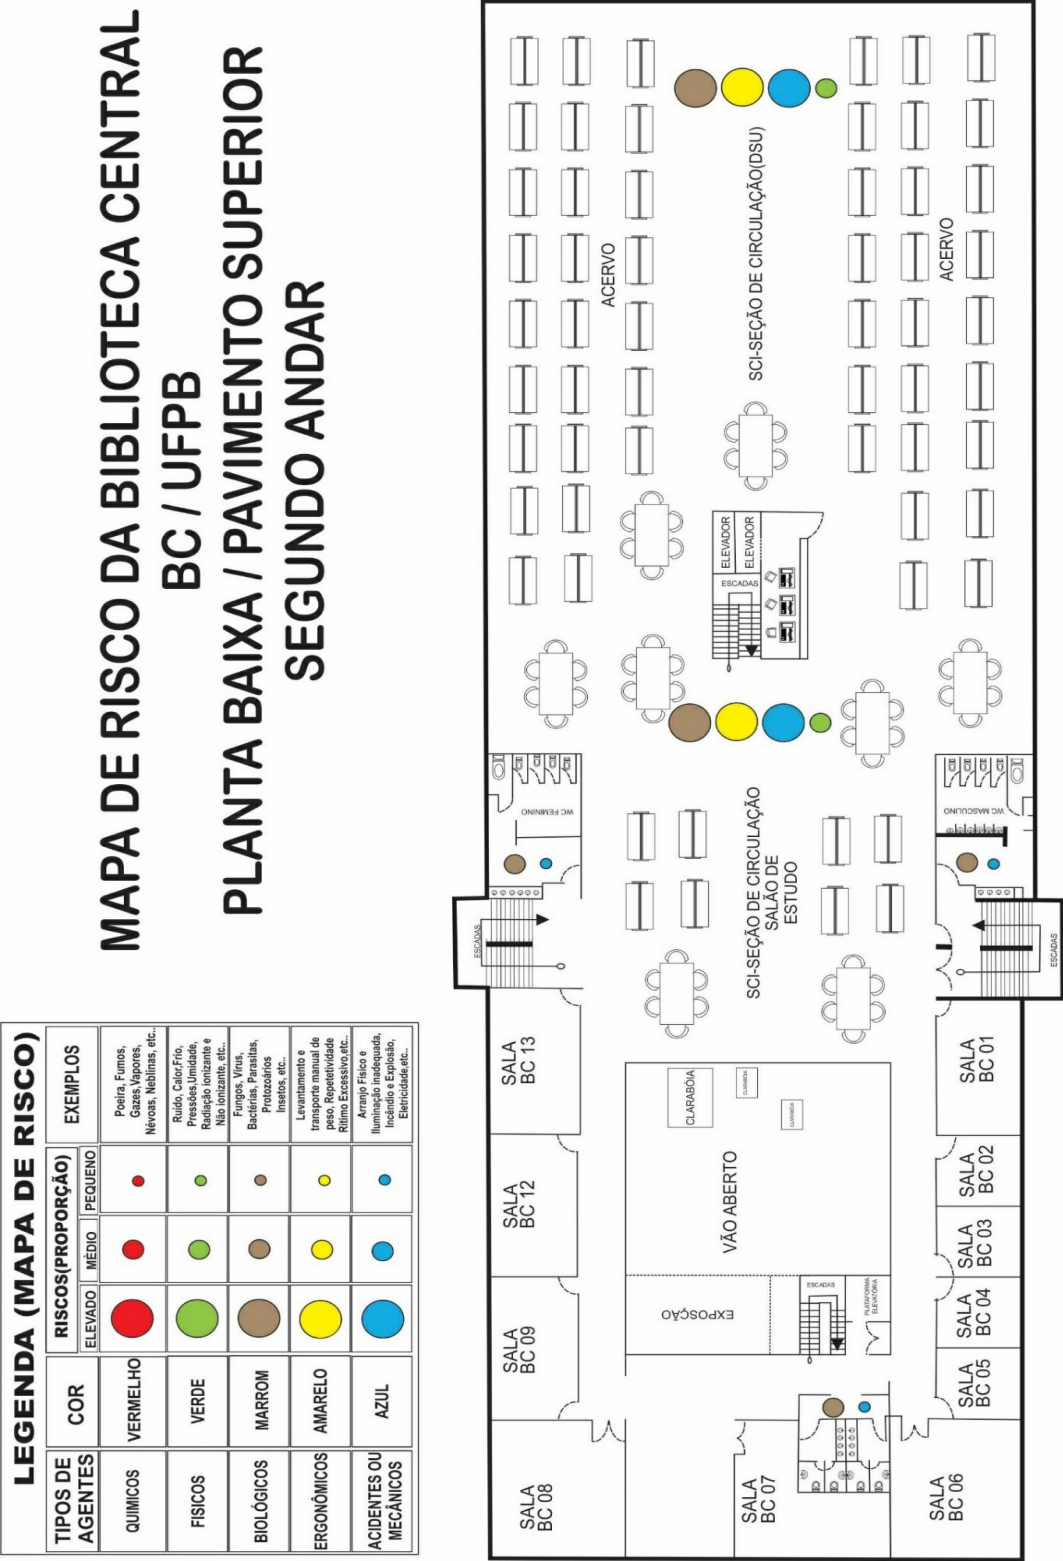 MAPA DE RISCO DA BIBLIOTECA CENTRAL
BC / UFPB
PLANTA BAIXA / PAVIMENTO SUPERIOR
SEGUNDO ANDAR
LEGENDA (MAPA DE RISCO)
TIPOS DE AGENTES
COR
RISCOS(PROPORÇÃO)
ELEVADO
MÉDIO
PEQUENO
EXEMPLOS
QUIMICOS
VERMELHO
Poeira, Fumos,
Gazes,Vapores,
Névoas, Neblinas, etc..
FISICOS
VERDE
Ruído, Calor,Frio,
Pressões,Umidade,
Radiação ionizante e
Não ionizante, etc..
BIOLÓGICOS
MARROM
Fungos, Vírus,
Bactérias, Parasitas,
Protozoários
Insetos, etc..
ERGONÔMICOS
AMARELO
Levantamento e
transporte manual de
peso, Repetetividade
Ritimo Excessivo,etc..
ACIDENTES OU
MECÂNICOS
AZUL
Arranjo Físico e
Iluminação inadequada,
Incêndio e Explosão,
Eletricidade,etc..
ACERVO
SCI-SEÇÃO DE CIRCULAÇÃO(DSU)
ACERVO
ELEVADOR
ELEVADOR
ESCADAS
WC FEMININO
WC MASCULINO
SCI-SEÇÃO DE CIRCULAÇÃO
SALÃO DE
ESTUDO
ESCADAS
ESCADAS
SALA
BC 13
SALA
BC 01
CLARABÓIA
CLARABÓIA
CLARABÓIA
SALA
BC 12
VÃO ABERTO
SALA
BC 02
SALA
BC 03
SALA
BC 09
EXPOSÇÃO
ESCADAS
PLATAFORMA
ELEVATÓRIA
SALA
BC 04
SALA
BC 05
SALA
BC 08
SALA
BC 07
SALA
BC 06